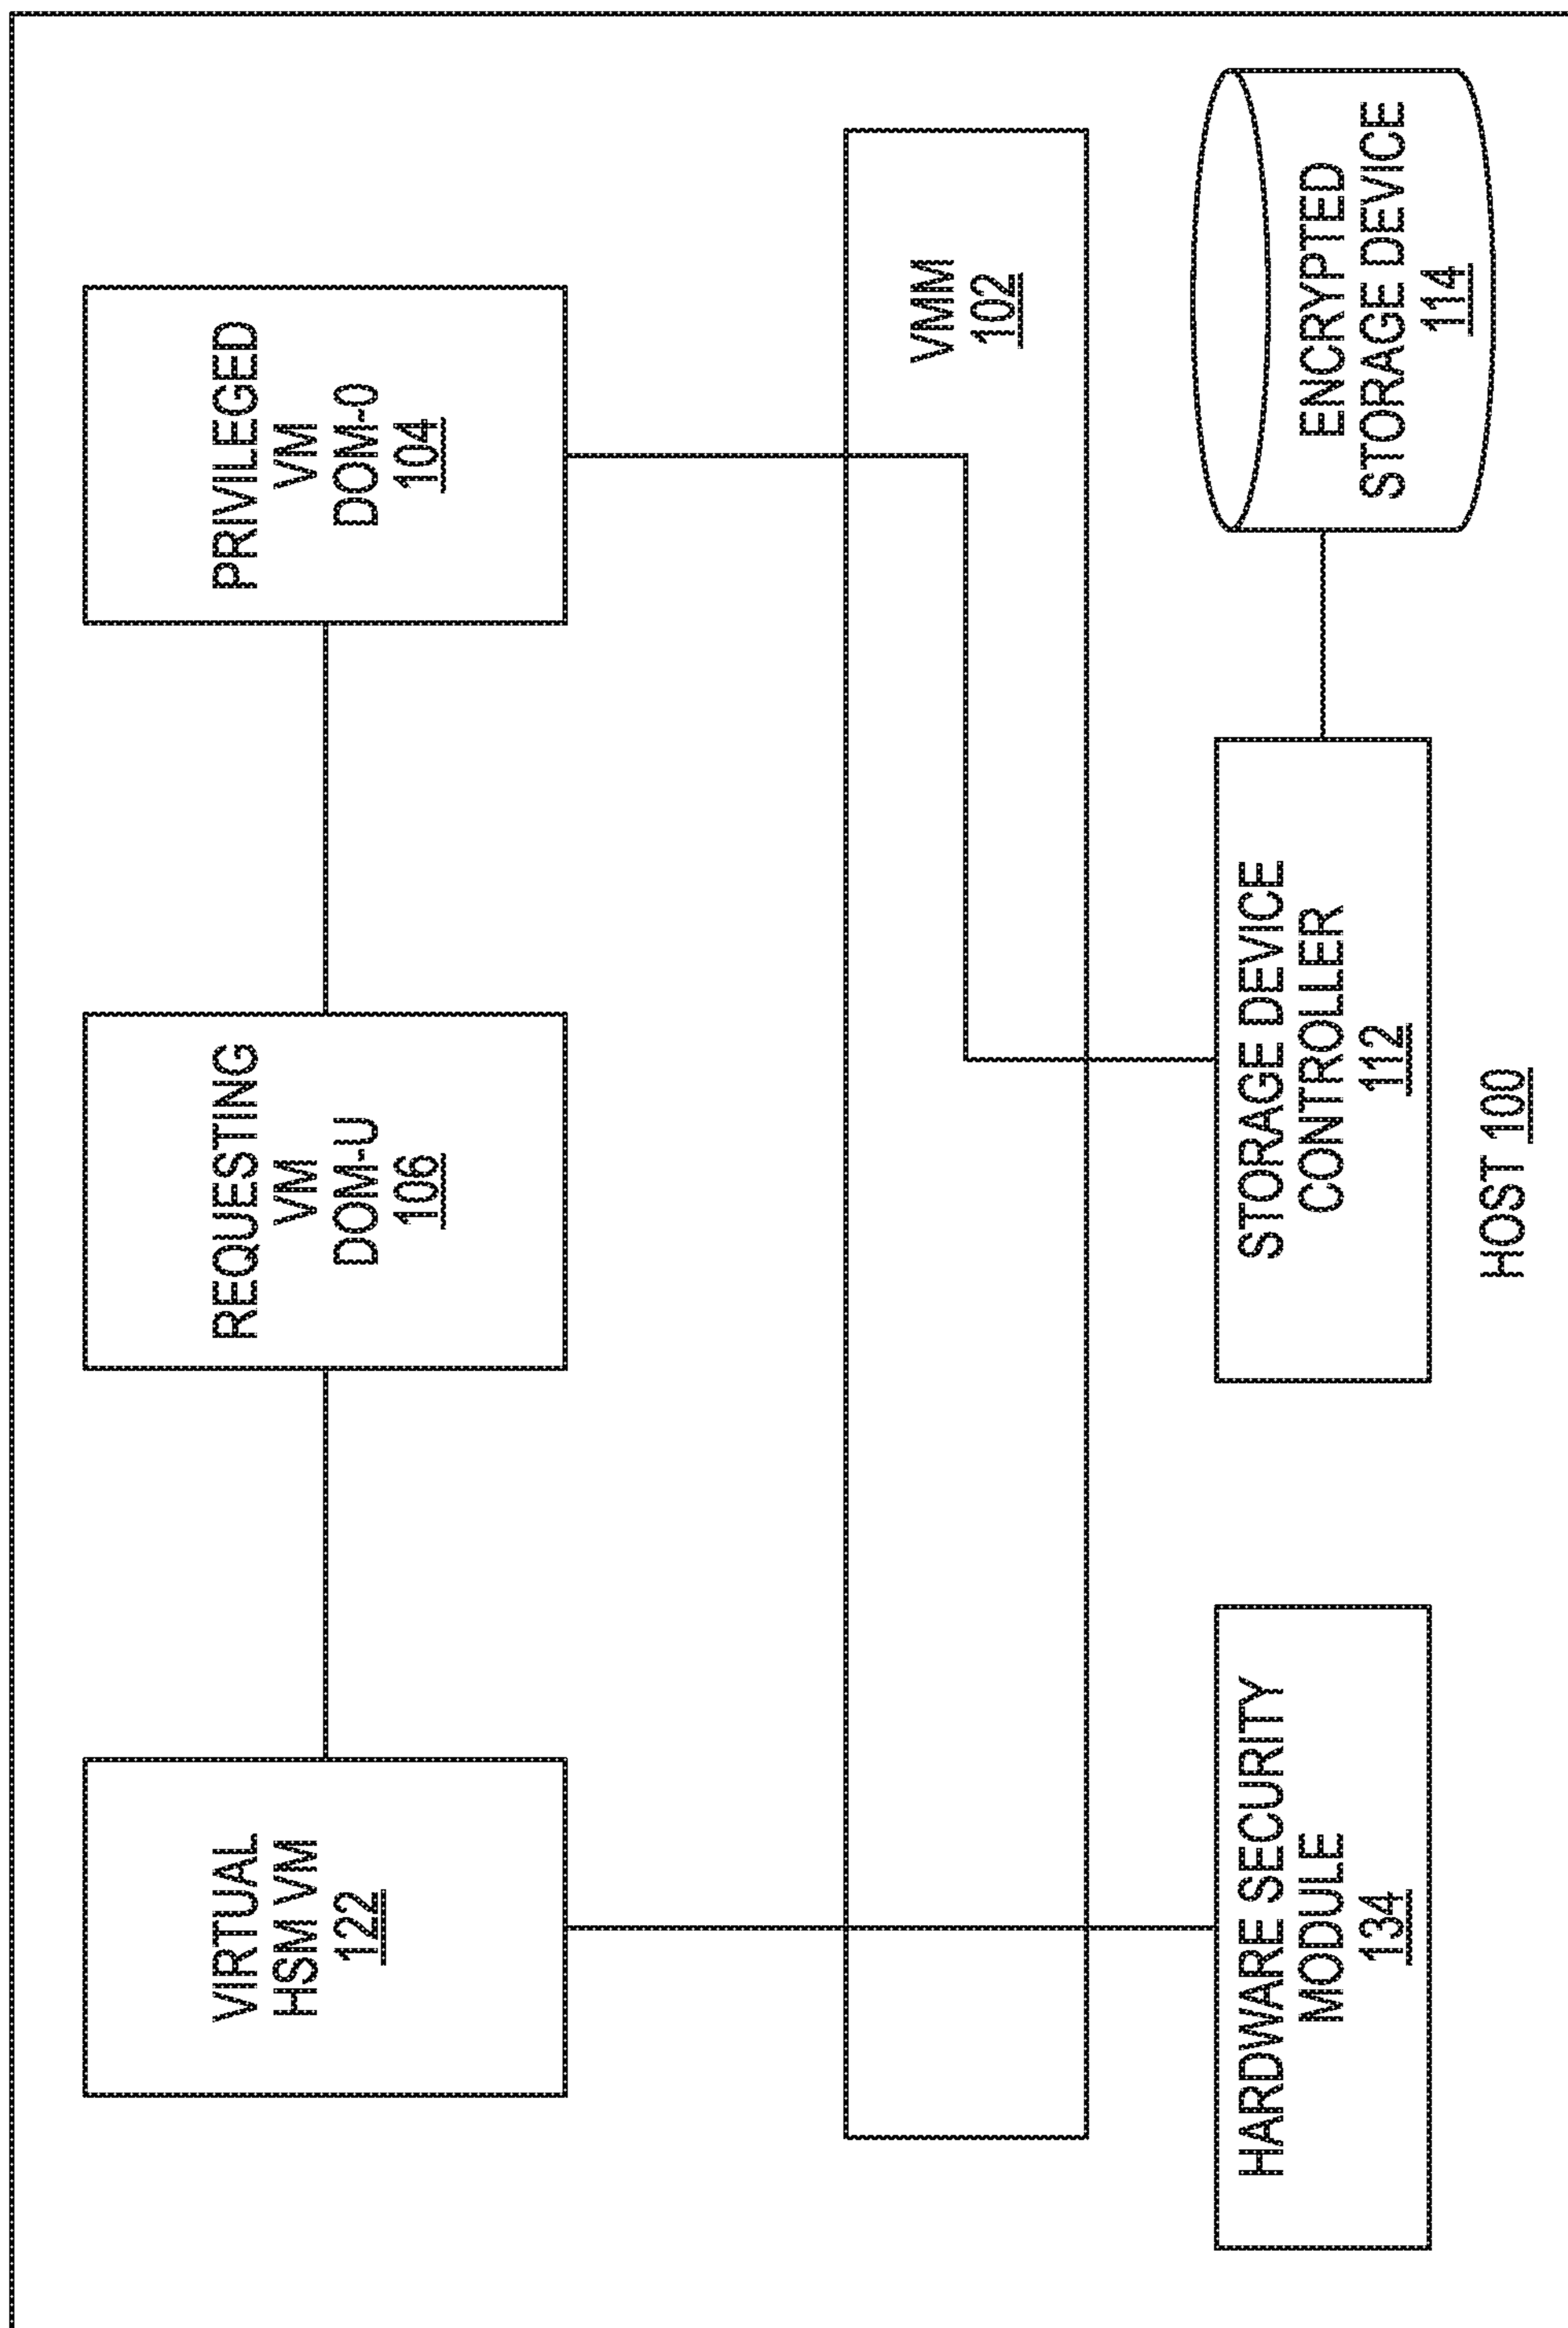 VIRTUAL
HSM VM
122
REQUESTING
VM
DOM-U
106
PRIVILEGED
VM
DOM-0
104
VMM
102
HARDWARE SECURITY
MODULE
134
STORAGE DEVICE
CONTROLLER
112
ENCRYPTED
STORAGE DEVICE
114
HOST 100